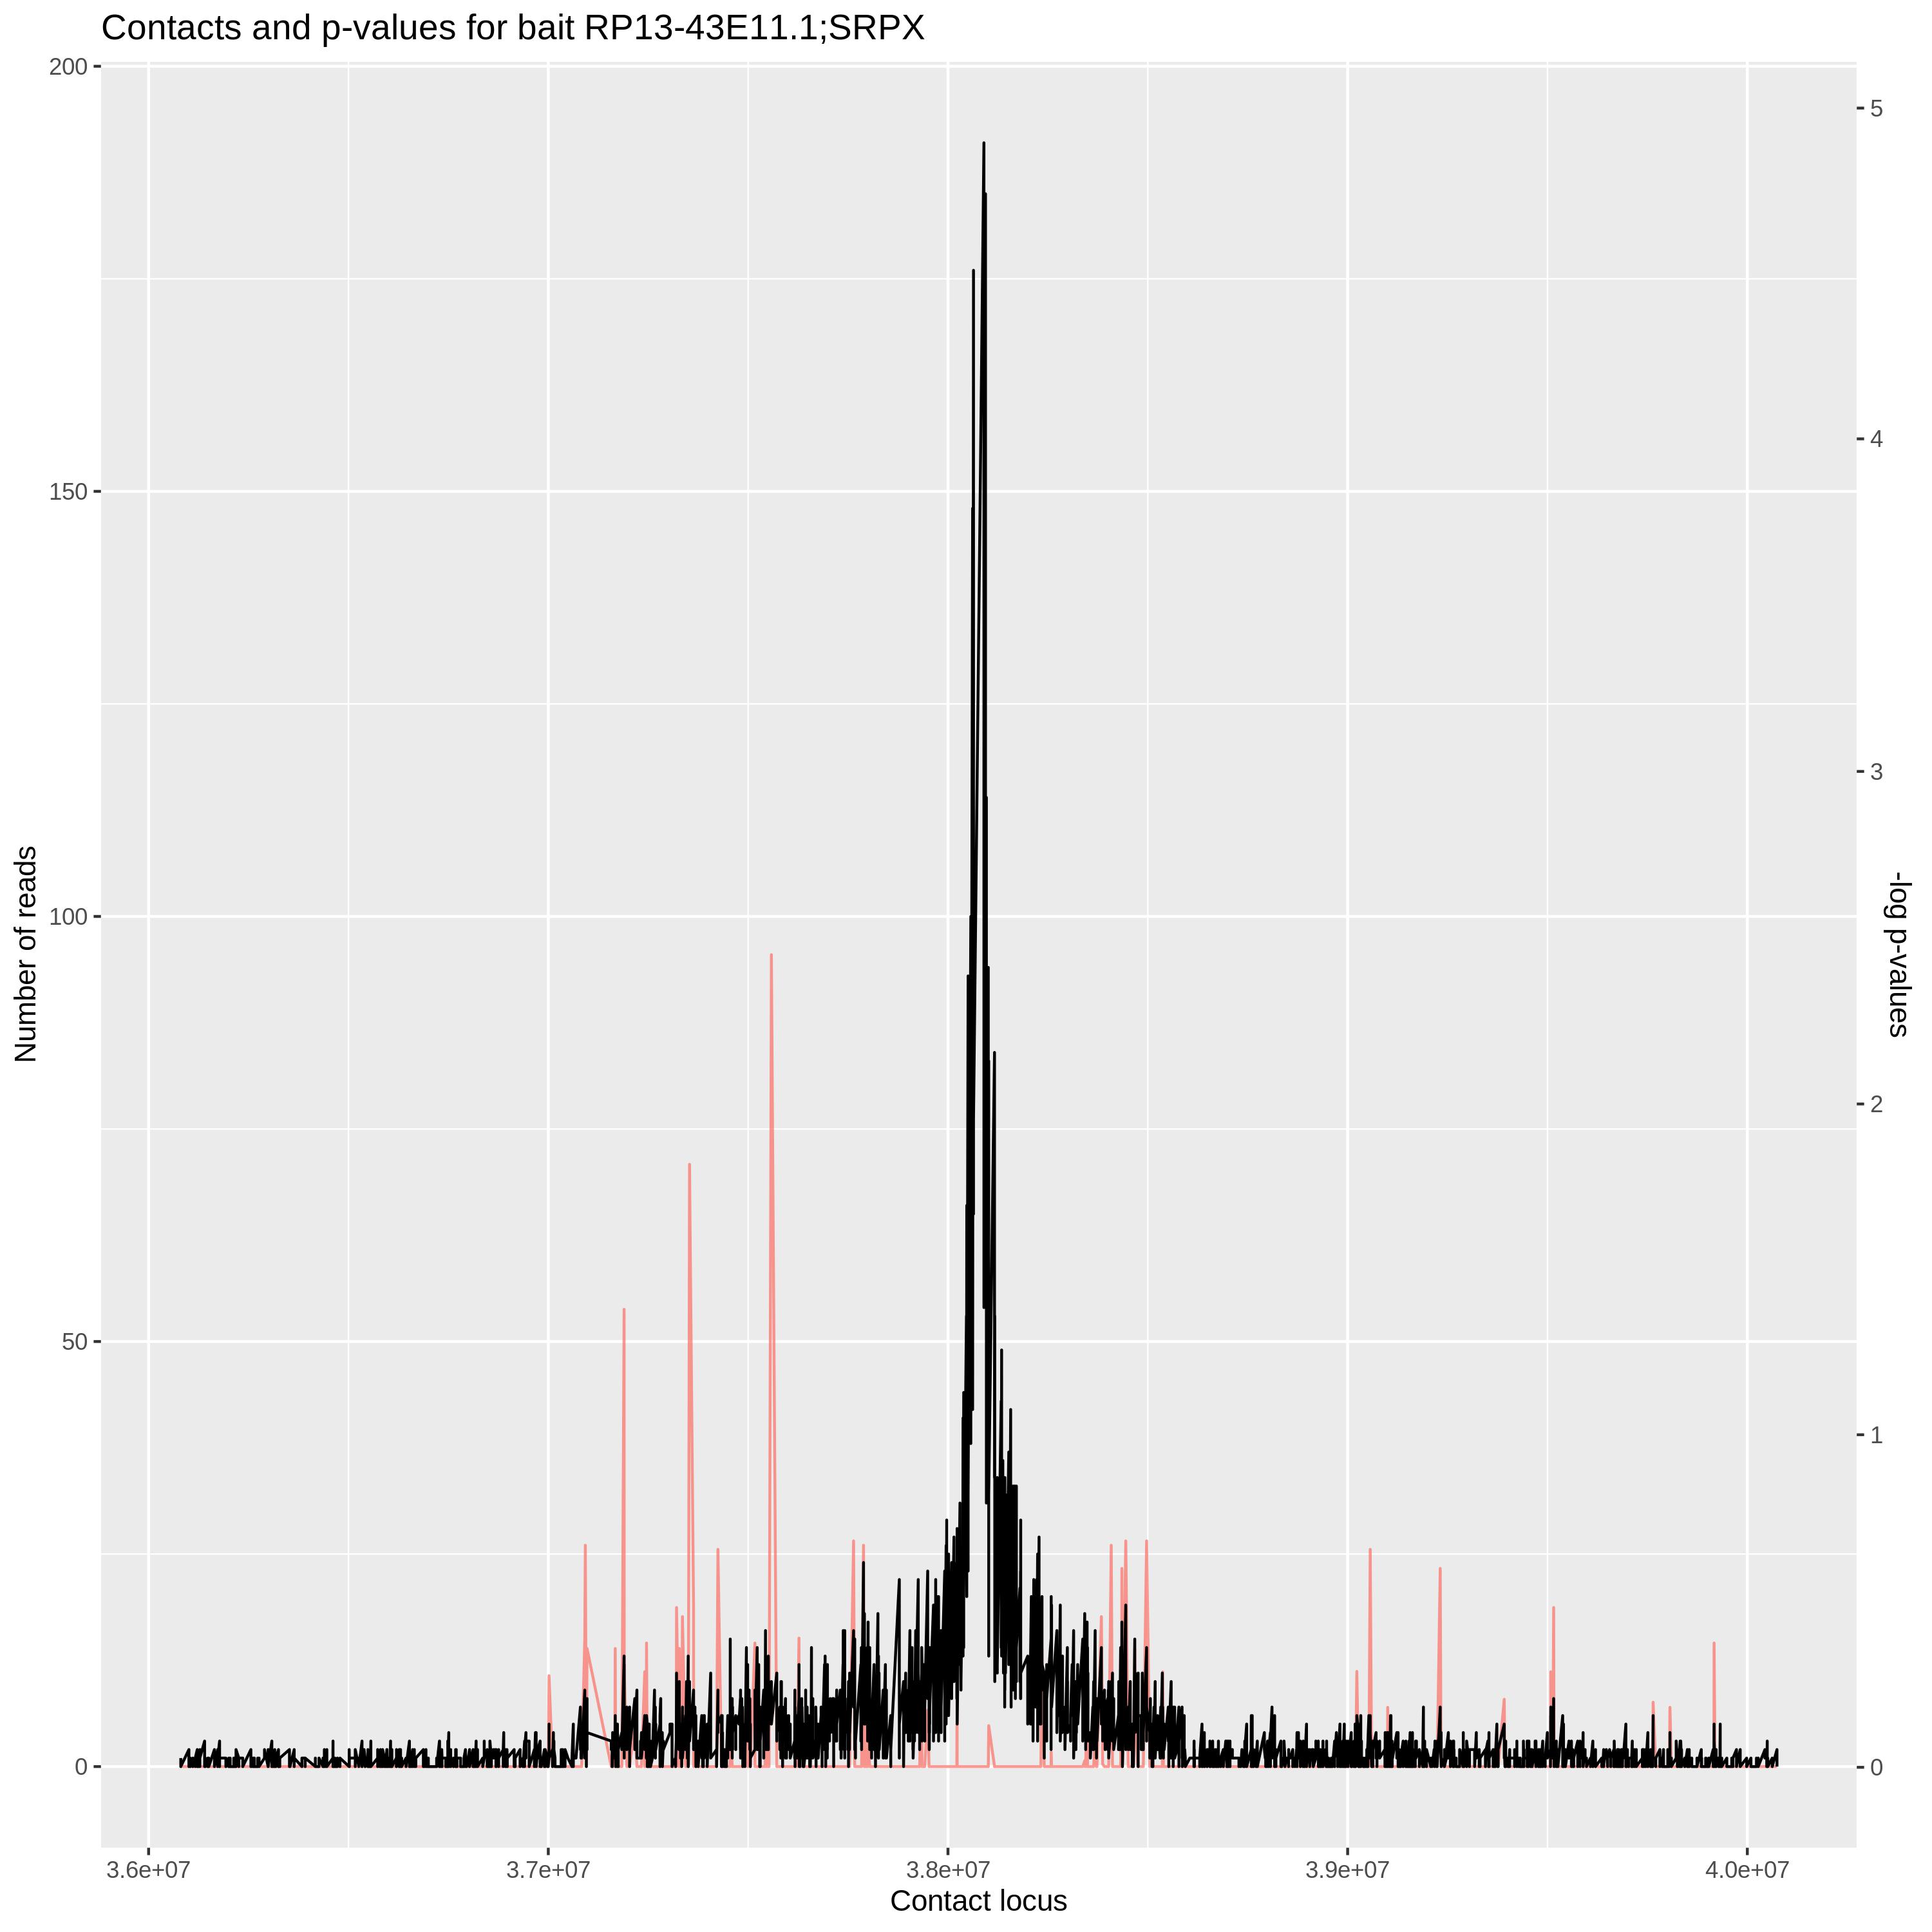 Contacts and p-values for bait RP13-43E11.1;SRPX
200
150
100
50
0
Number of reads
5
4
3
2
1
0
-log p-values
3.6e+07
3.7e+07
3.8e+07
3.9e+07
4.0e+07
Contact locus